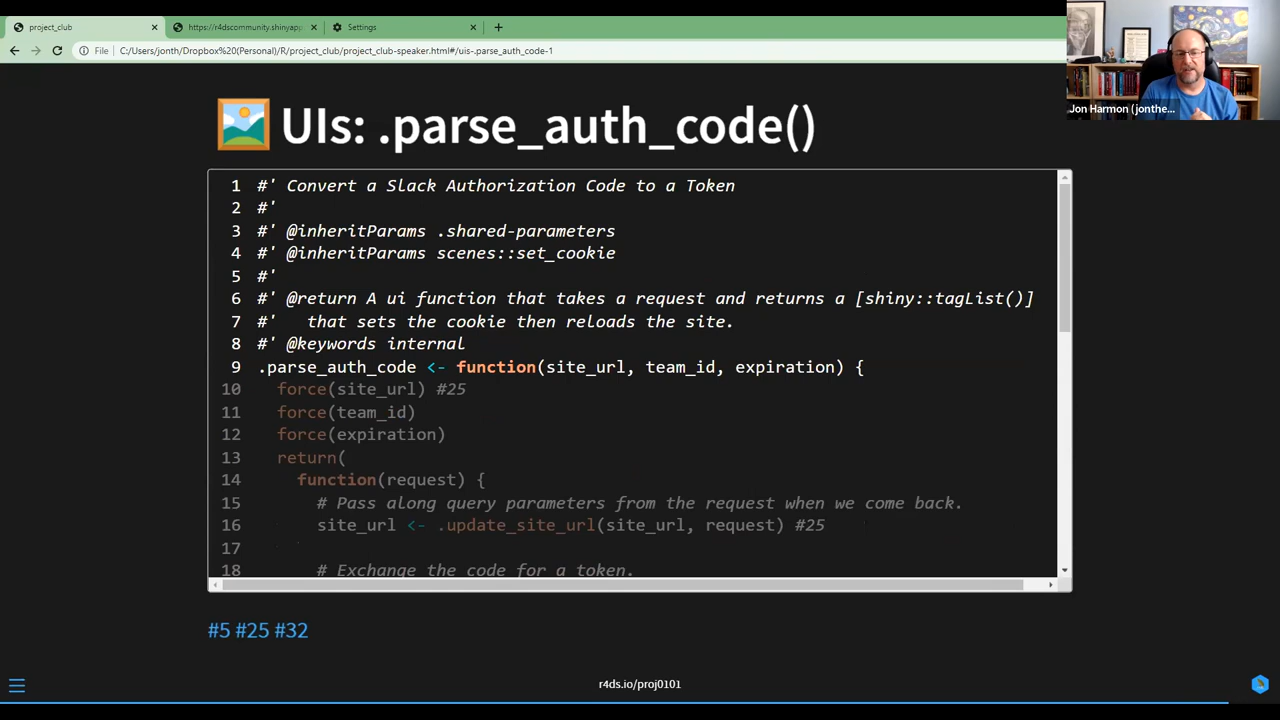 project_club
https://r4dscommunity.shinyapp
Settings
File
C:/Users/jonth/Dropbox%20(Personal)/R/project_club/project_club-speaker.html#/uis-.parse_auth_code-1
Jon Harmon (jonthe...
UIs: .parse_auth_code()
1 #' Convert a Slack Authorization Code to a Token
2 #'
3 #' @inheritParams .shared-parameters
4 #' @inheritParams scenes::set_cookie
5 #'
6 #' @return A ui function that takes a request and returns a [shiny::tagList()]
7 #'   that sets the cookie then reloads the site.
8 #' @keywords internal
9 .parse_auth_code <- function(site_url, team_id, expiration) {
10   force(site_url) #25
11   force(team_id)
12   force(expiration)
13   return(
14     function(request) {
15       # Pass along query parameters from the request when we come back.
16       site_url <- .update_site_url(site_url, request) #25
17
18       # Exchange the code for a token.
#5 #25 #32
r4ds.io/proj0101